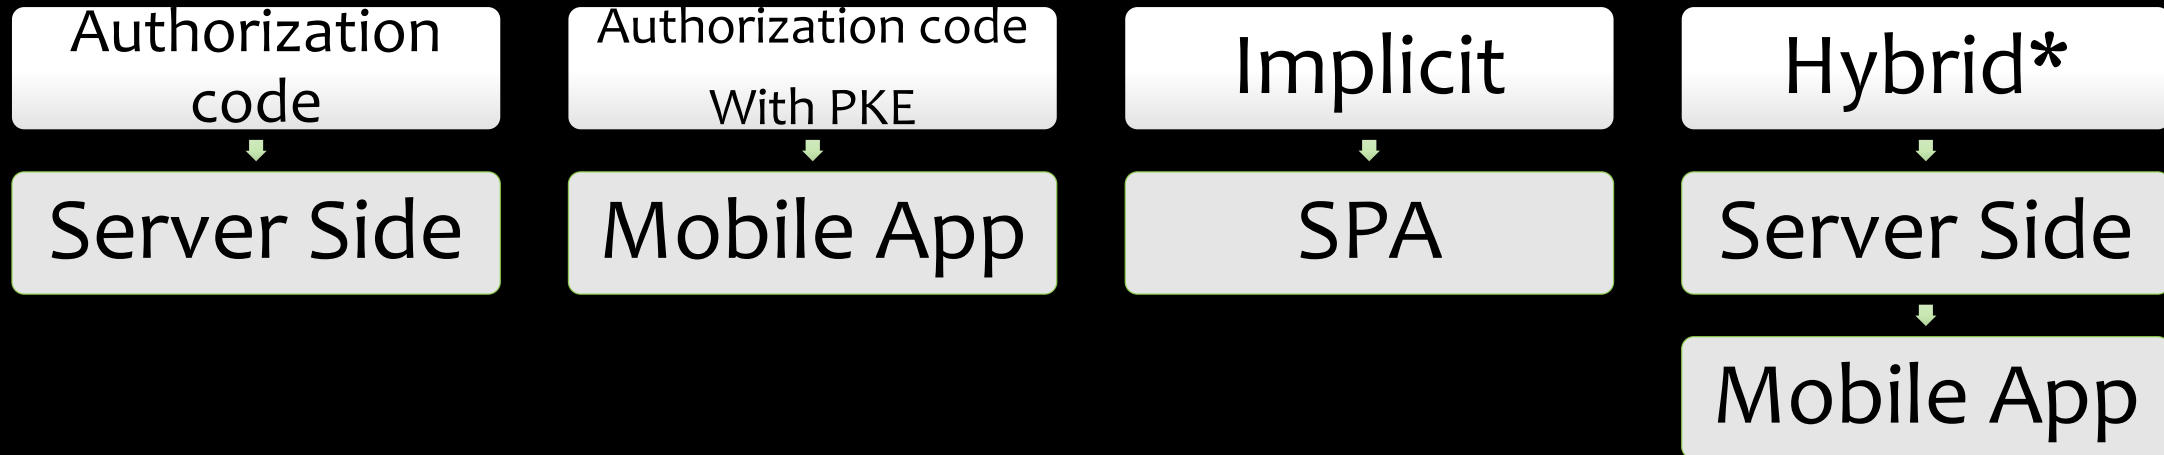 Authorization
code
Server Side
Authorization code
With PKE
Mobile App
Implicit
SPA
Hybrid*
Server Side
Mobile App